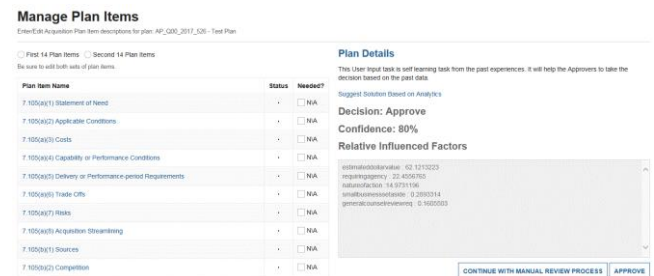 Manage Plan Items
Enter/Edit Acquisition Plan Item descriptions for plan: AP_Q00_2017_526 - Test Plan
First 14 Plan Items Second 14 Plan Items
Be sure to edit both sets of plan items.
Plan Item Name Status Needed?
7.105(a)(1) Statement of Need - N/A
7.105(a)(2) Applicable Conditions - N/A
7.105(a)(3) Costs - N/A
7.105(a)(4) Capability or Performance Conditions - N/A
7.105(a)(5) Delivery or Performance-period Requirements - N/A
7.105(a)(6) Trade Offs - N/A
7.105(a)(7) Risks - N/A
7.105(a)(8) Acquisition Streamlining - N/A
7.105(b)(1) Sources - N/A
7.105(b)(2) Competition - N/A
Plan Details
This User Input task is self learning task from the past experiences. It will help the Approvers to take the
decision based on the past data.
Suggest Solution Based on Analytics
Decision: Approve
Confidence: 80%
Relative Influenced Factors
estimateddollarvalue : 62.1213223
requiringagency : 22.4556765
natureofaction : 14.9731196
smallbusinesssetaside : 0.2893314
generalcounselreviewreq : 0.1605503
CONTINUE WITH MANUAL REVIEW PROCESS APPROVE